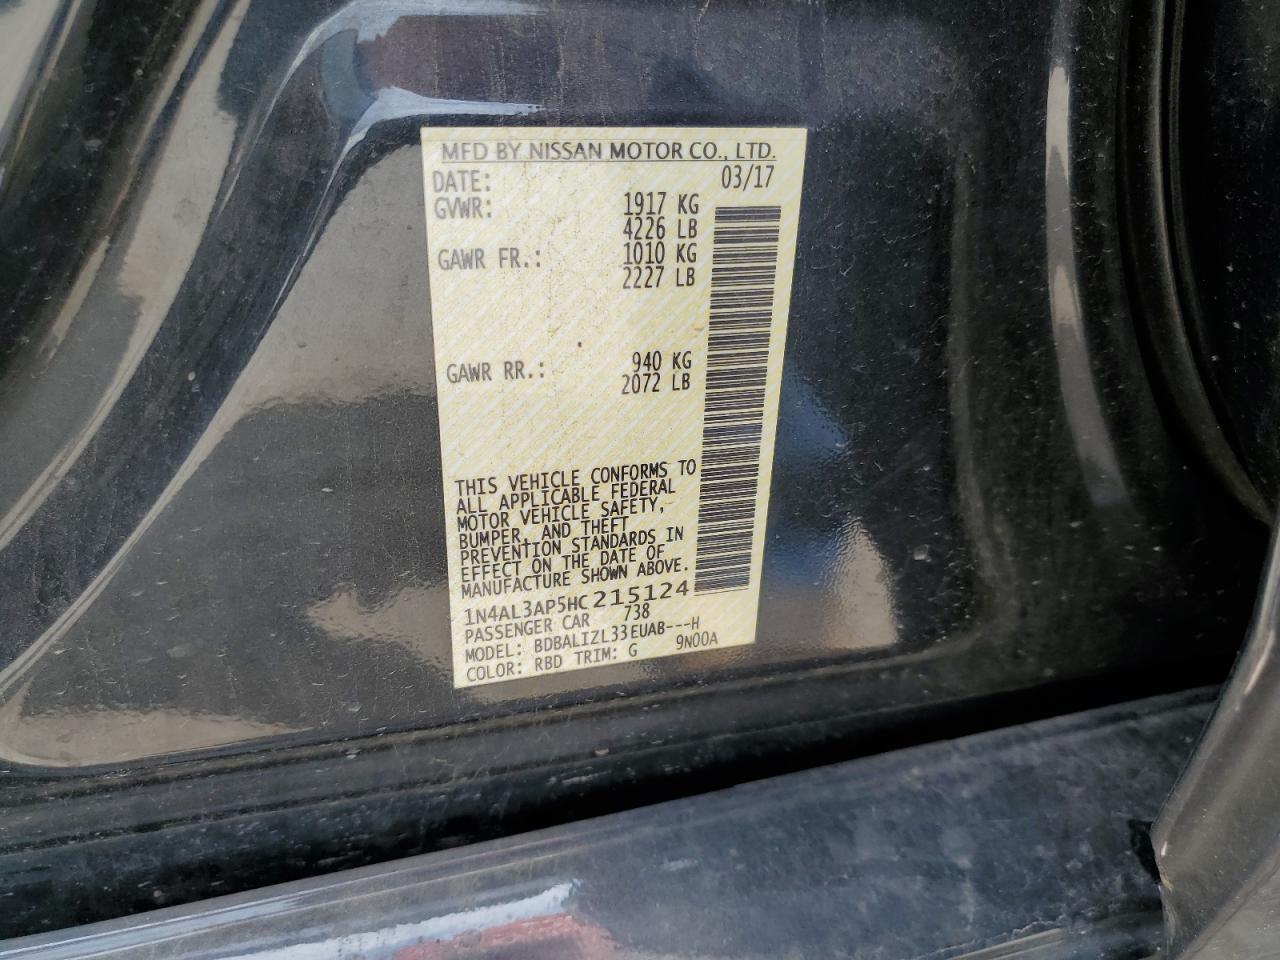 MFD BY NISSAN MOTOR CO., LTD.
DATE: 03/17
GVWR: 1917 KG
4226 LB
GAWR FR.: 1010 KG
2227 LB
GAWR RR.: 940 KG
2072 LB
THIS VEHICLE CONFORMS TO
ALL APPLICABLE FEDERAL
MOTOR VEHICLE SAFETY,
BUMPER, AND THEFT
PREVENTION STANDARDS IN
EFFECT ON THE DATE OF
MANUFACTURE SHOWN ABOVE.
1N4AL3AP5HC215124
PASSENGER CAR 738
MODEL: BDBALIZL33EUAB---H
COLOR: RBD TRIM: G 9N00A